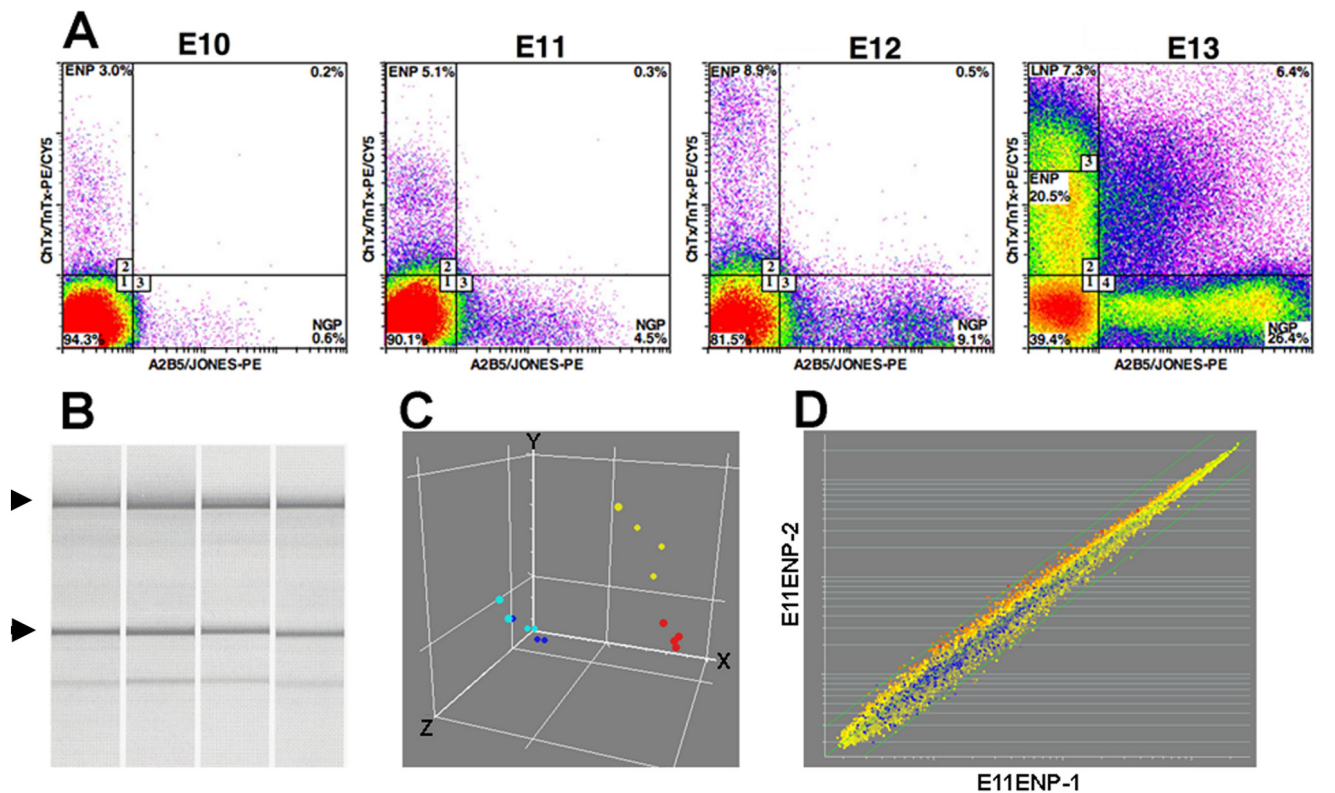 A
E10
E11
E12
E13
ENP 3.0%
0.2%
2
1
3
94.3%
NGP
0.6%
ChTx/TnTx-PE/CY5
A2B5/JONES-PE
ENP 5.1%
0.3%
2
1
3
90.1%
NGP
4.5%
ChTx/TnTx-PE/CY5
A2B5/JONES-PE
ENP 8.9%
0.5%
2
1
3
81.5%
NGP
9.1%
ChTx/TnTx-PE/CY5
A2B5/JONES-PE
LNP 7.3%
6.4%
3
ENP
20.5%
2
1
4
39.4%
NGP
26.4%
ChTx/TnTx-PE/CY5
A2B5/JONES-PE
B
C
Y
X
Z
D
E11ENP-2
E11ENP-1